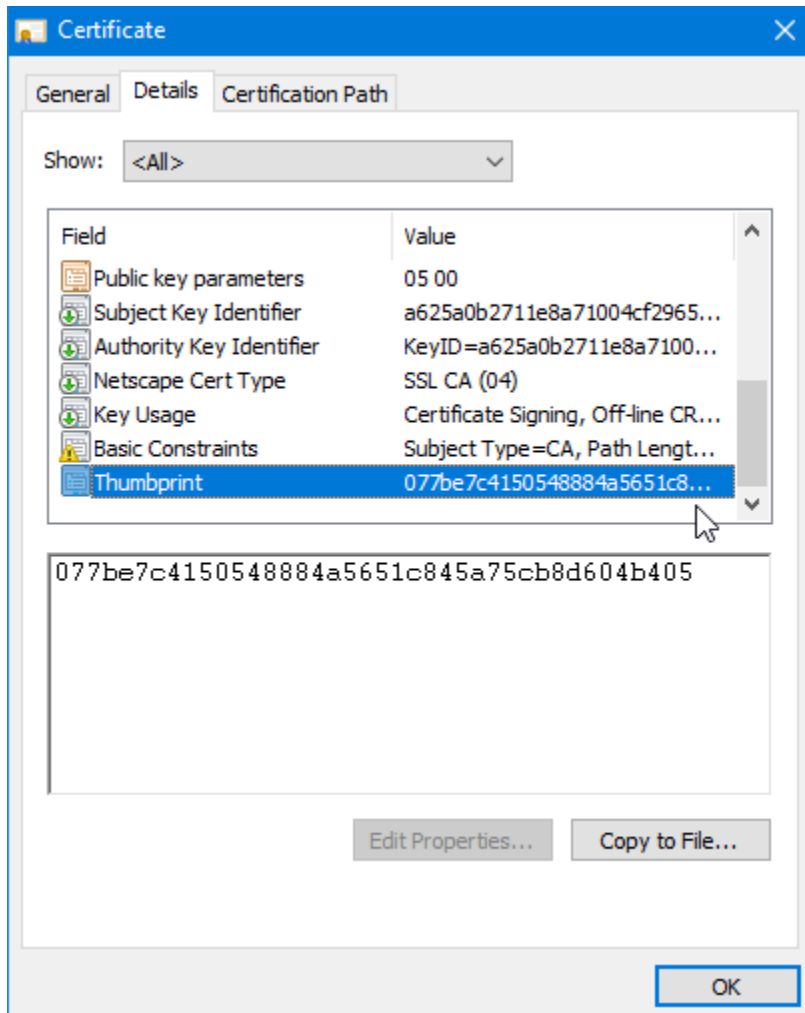 Certificate
General Details Certification Path
Show: <All>
Field Value
Public key parameters 05 00
Subject Key Identifier a625a0b2711e8a71004cf2965...
Authority Key Identifier KeyID=a625a0b2711e8a7100...
Netscape Cert Type SSL CA (04)
Key Usage Certificate Signing, Off-line CR...
Basic Constraints Subject Type=CA, Path Lengt...
Thumbprint 077be7c4150548884a5651c8...
077be7c4150548884a5651c845a75cb8d604b405
Edit Properties... Copy to File...
OK